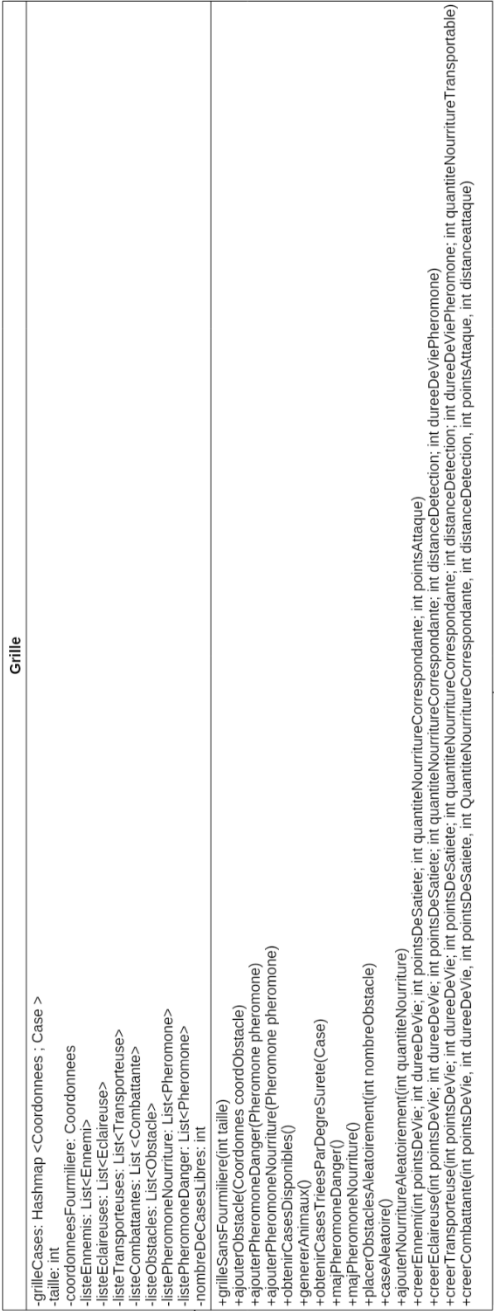 Grille
-grilleCases: Hashmap <Coordonnees ; Case >
-taille: int
-coordonneesFourmiliere: Coordonnees
-listeEnnemis: List<Ennemi>
-listeEclaireuses: List<Eclaireuse>
-listeTransporteuses: List<Transporteuse>
-listeCombattantes: List <Combattante>
-listeObstacles: List<Obstacle>
-listePheromoneNourriture: List<Pheromone>
-listePheromoneDanger: List<Pheromone>
-nombreDeCasesLibres: int
+grilleSansFourmiliere(int taille)
+ajouterObstacle(Coordonnes coordObstacle)
+ajouterPheromoneDanger(Pheromone pheromone)
+ajouterPheromoneNourriture(Pheromone pheromone)
+obtenirCasesDisponibles()
+genererAnimaux()
+obtenirCasesTrieesParDegreSurete(Case)
+majPheromoneDanger()
+majPheromoneNourriture()
+placerObstaclesAleatoirement(int nombreObstacle)
+caseAleatoire()
+ajouterNourritureAleatoirement(int quantiteNourriture)
+creerEnnemi(int pointsDeVie; int dureeDeVie; int pointsDeSatiete; int quantiteNourritureCorrespondante; int pointsAttaque)
+creerEclaireuse(int pointsDeVie; int dureeDeVie; int pointsDeSatiete; int quantiteNourritureCorrespondante; int distanceDetection; int dureeDeViePheromone)
+creerTransporteuse(int pointsDeVie; int dureeDeVie; int pointsDeSatiete; int quantiteNourritureCorrespondante; int distanceDetection; int dureeDeViePheromone; int quantiteNourritureTransportable)
+creerCombattante(int pointsDeVie, int dureeDeVie, int pointsDeSatiete, int QuantiteNourritureCorrespondante, int distanceDetection, int pointsAttaque, int distanceattaque)